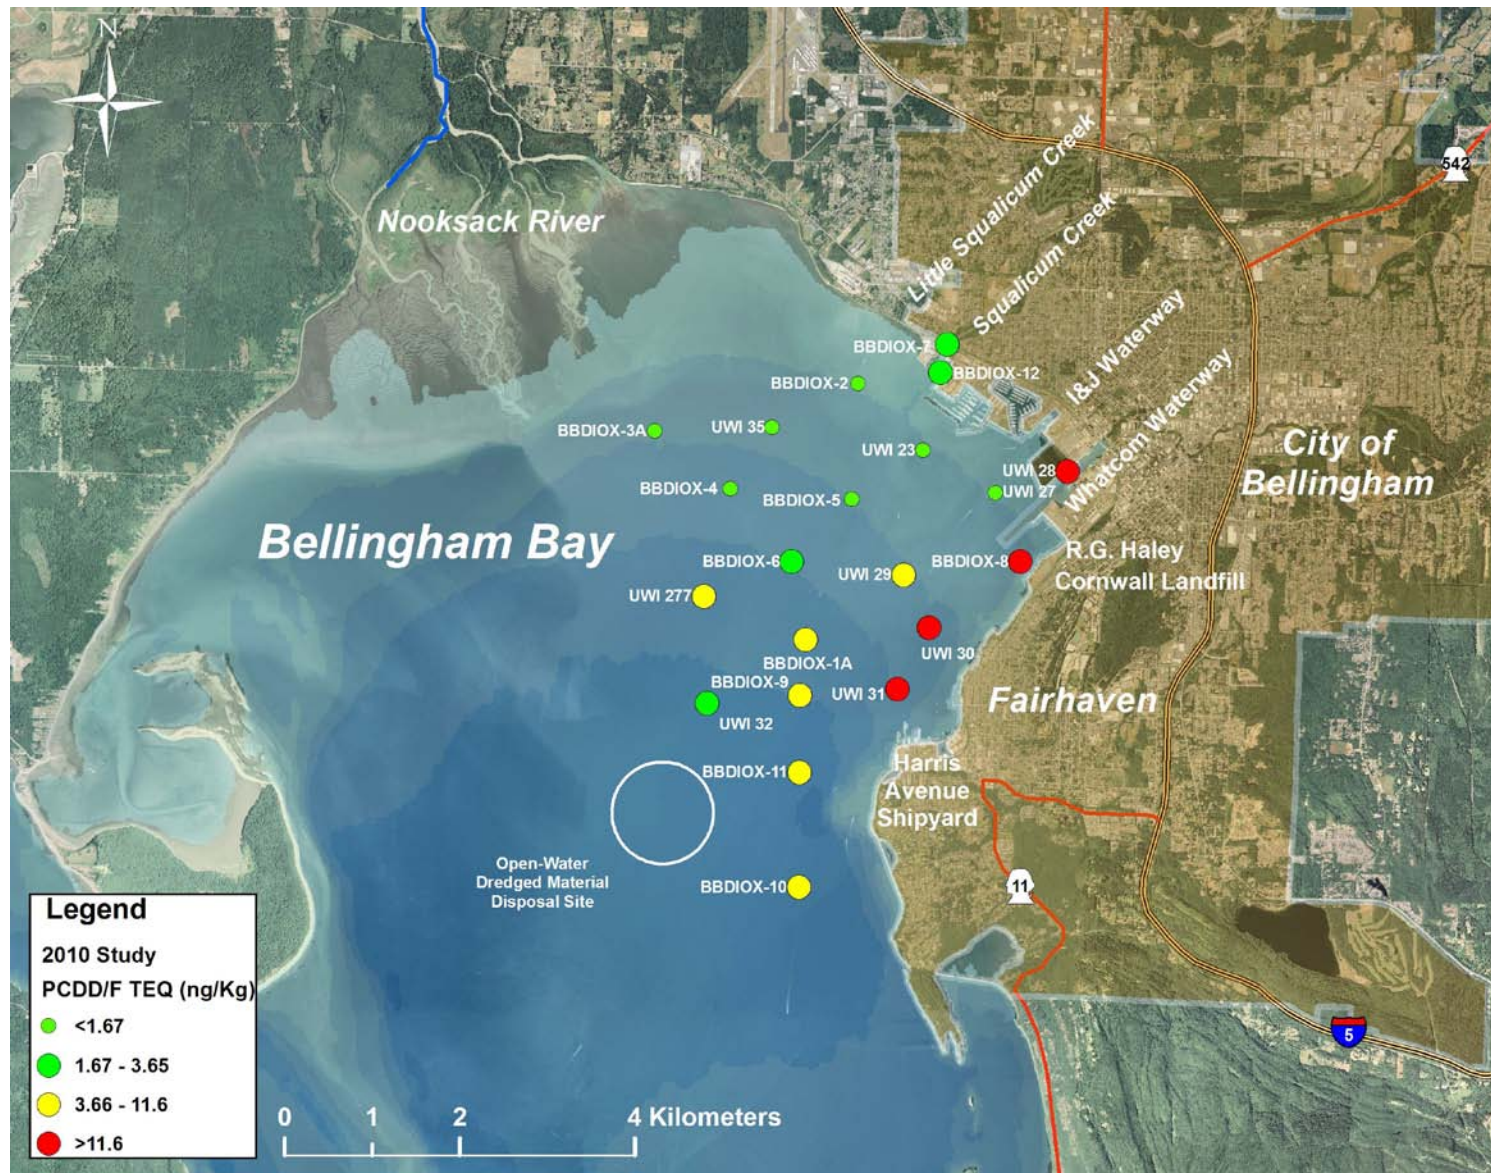 N
542
Nooksack River
Little Squalicum Creek
Squalicum Creek
I&J Waterway
Whatcom Waterway
BBDIOX-7
BBDIOX-12
BBDIOX-2
BBDIOX-3A
UWI 35
UWI 23
City of
Bellingham
UWI 28
BBDIOX-4
BBDIOX-5
UWI 27
Bellingham Bay
BBDIOX-6
UWI 29
BBDIOX-8
R.G. Haley
Cornwall Landfill
UWI 277
UWI 30
BBDIOX-1A
BBDIOX-9
UWI 31
Fairhaven
UWI 32
BBDIOX-11
Harris
Avenue
Shipyard
Open-Water
Dredged Material
Disposal Site
BBDIOX-10
11
5
Legend
2010 Study
PCDD/F TEQ (ng/Kg)
<1.67
1.67 - 3.65
3.66 - 11.6
>11.6
0 1 2 4 Kilometers